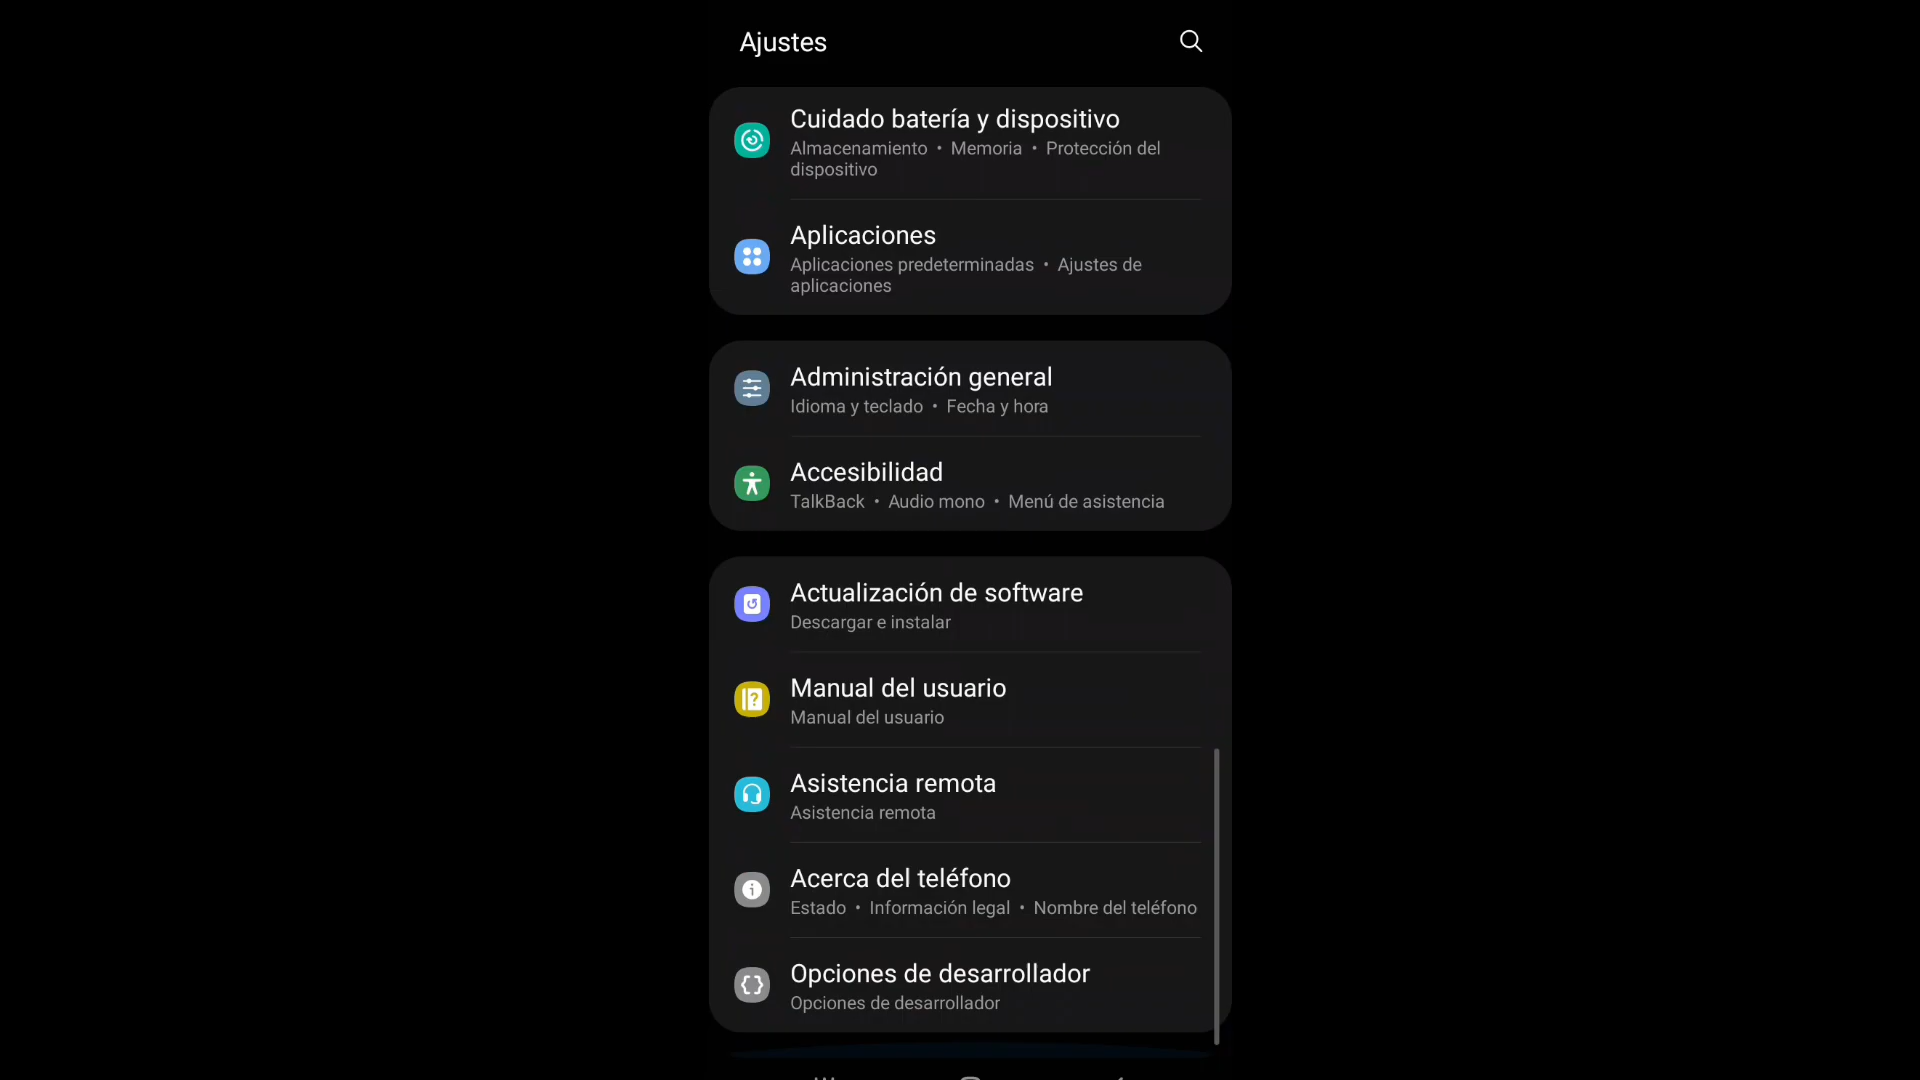 Ajustes
Cuidado batería y dispositivo
Almacenamiento • Memoria • Protección del
dispositivo
Aplicaciones
Aplicaciones predeterminadas • Ajustes de
aplicaciones
Administración general
Idioma y teclado • Fecha y hora
Accesibilidad
TalkBack • Audio mono • Menú de asistencia
Actualización de software
Descargar e instalar
Manual del usuario
Manual del usuario
Asistencia remota
Asistencia remota
Acerca del teléfono
Estado • Información legal • Nombre del teléfono
Opciones de desarrollador
Opciones de desarrollador